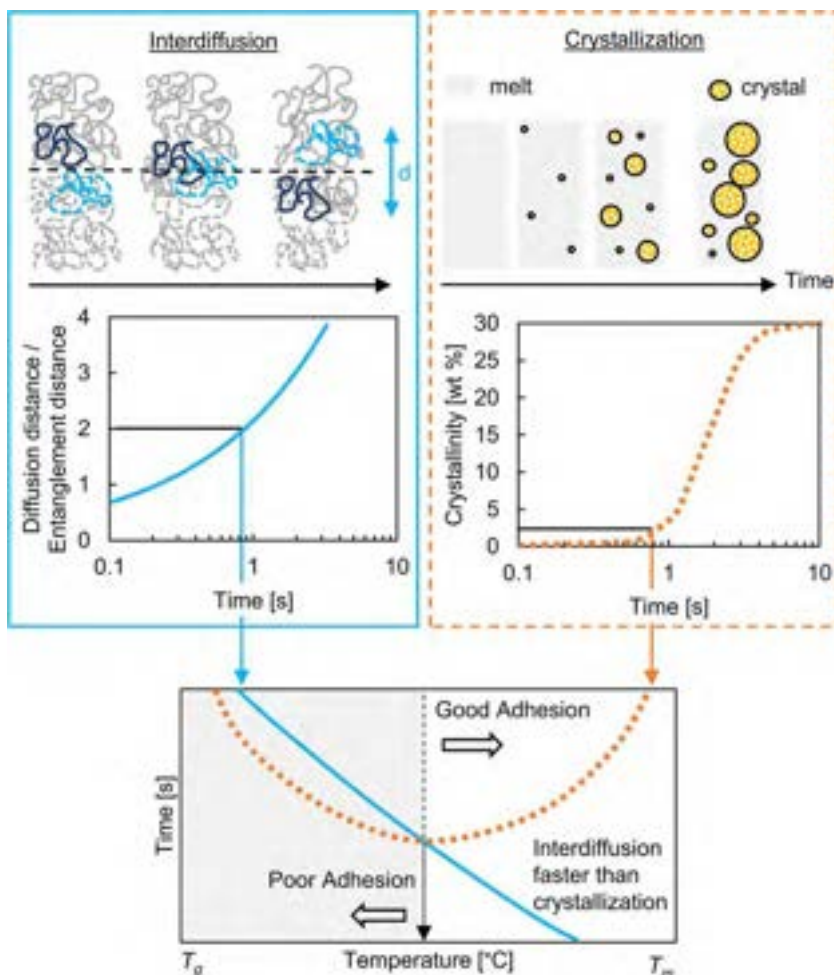 Interdiffusion
d
4
3
2
1
0
0.1
1
10
Diffusion distance /
Entanglement distance
Time [s]
Crystallization
melt
crystal
Time
30
25
20
15
10
5
0
0.1
1
10
Crystallinity [wt %]
Time [s]
Good Adhesion
Time [s]
Interdiffusion
faster than
crystallization
Poor Adhesion
Tg
Temperature [°C]